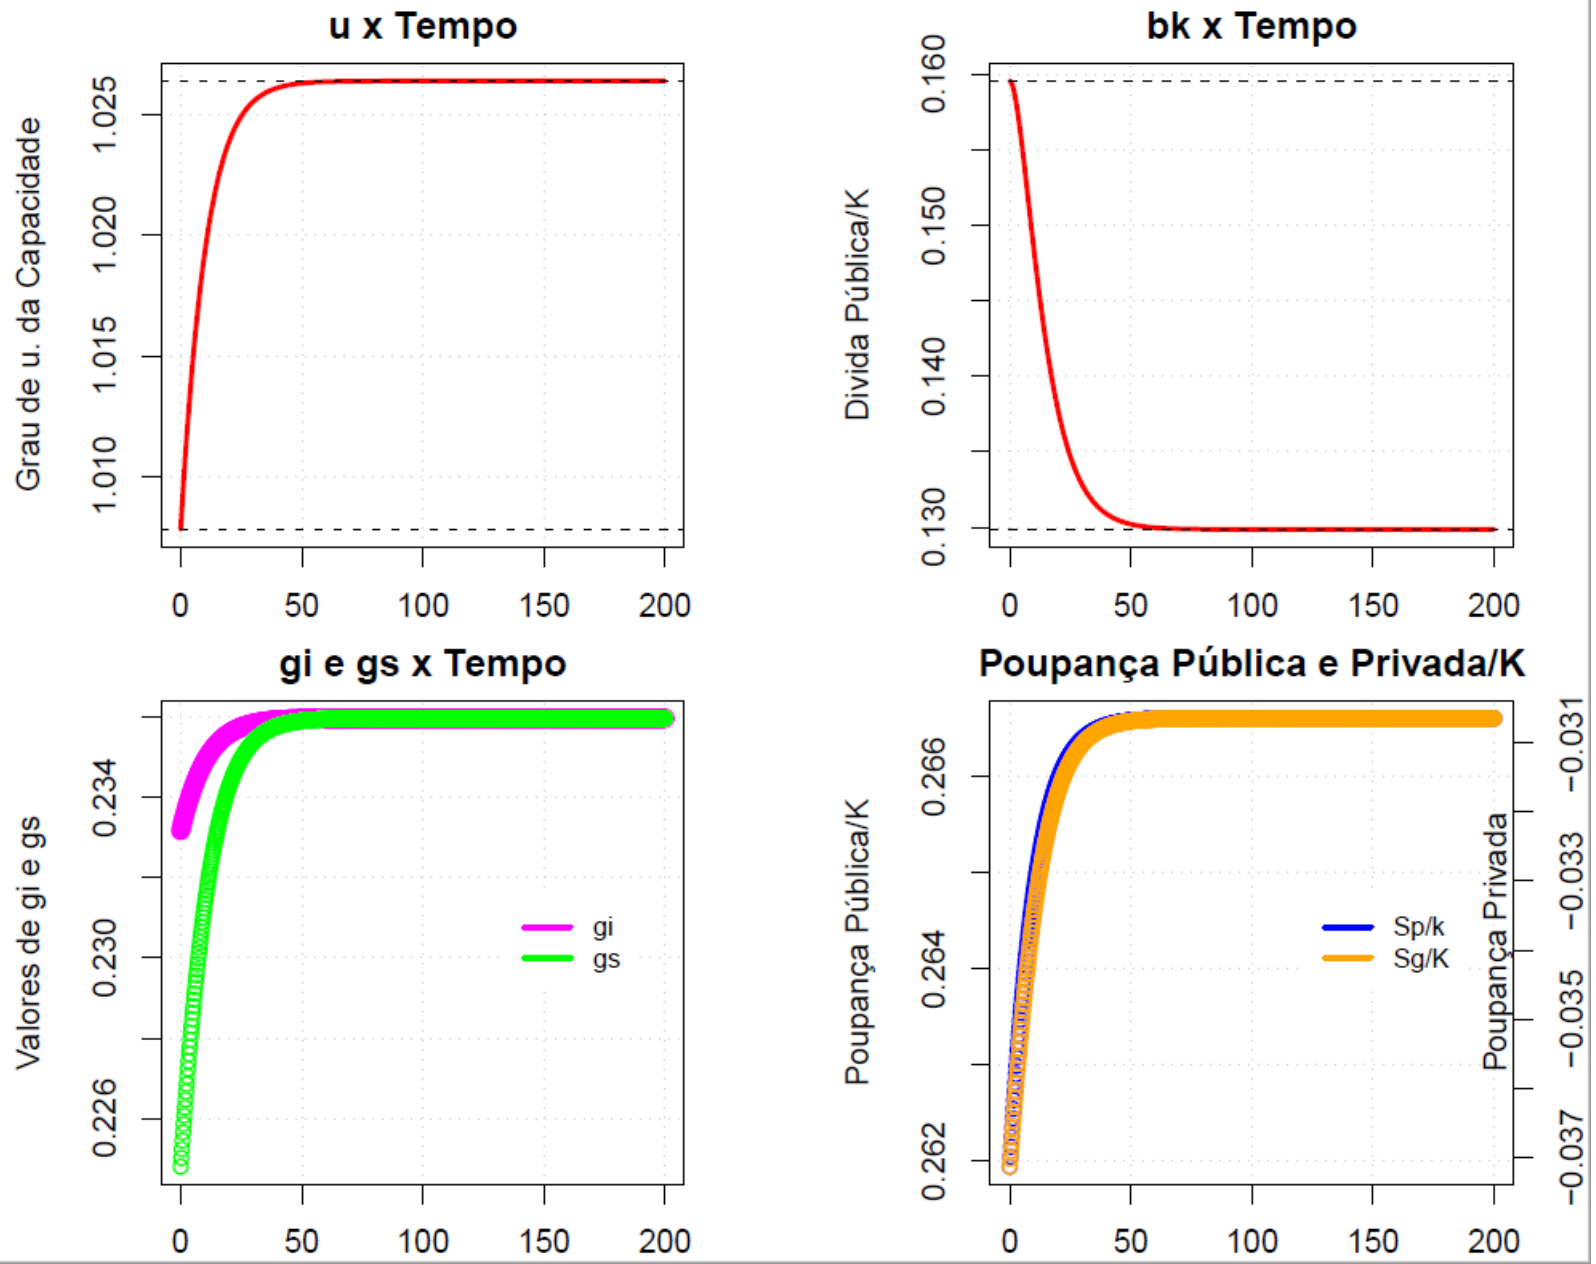 u x Tempo
Grau de u. da Capacidade
1.025
1.020
1.015
1.010
0 50 100 150 200
bk x Tempo
Divida Pública/K
0.160
0.150
0.140
0.130
0 50 100 150 200
gi e gs x Tempo
Valores de gi e gs
0.234
0.230
0.226
gi
gs
0 50 100 150 200
Poupança Pública e Privada/K
Poupança Pública/K
0.266
0.264
0.262
Sp/k
Sg/K
Poupança Privada
−0.031
−0.033
−0.035
−0.037
0 50 100 150 200